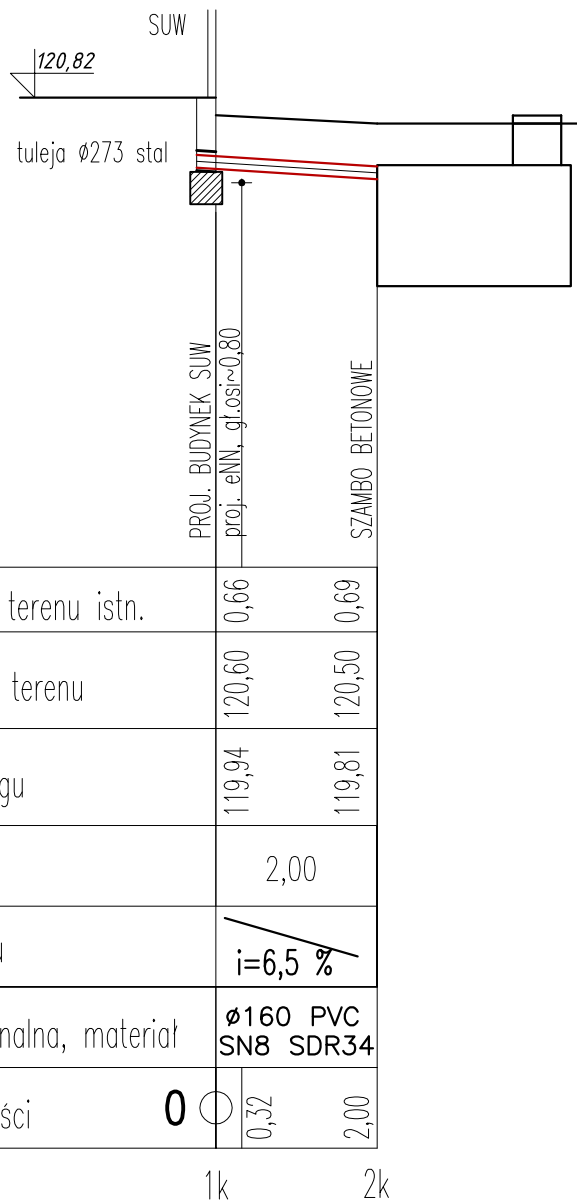 SUW
120,82
tuleja Ø273 stal
PROJ. BUDYNEK SUW
proj. eNN, gł.osi~0,80
SZAMBO BETONOWE
terenu istn.
0,66
0,69
terenu
120,60
120,50
gu
119,94
119,81
2,00
u
i=6,5 %
nalna, materiał
Ø160 PVC
SN8 SDR34
ści
0
0,32
2,00
1k
2k